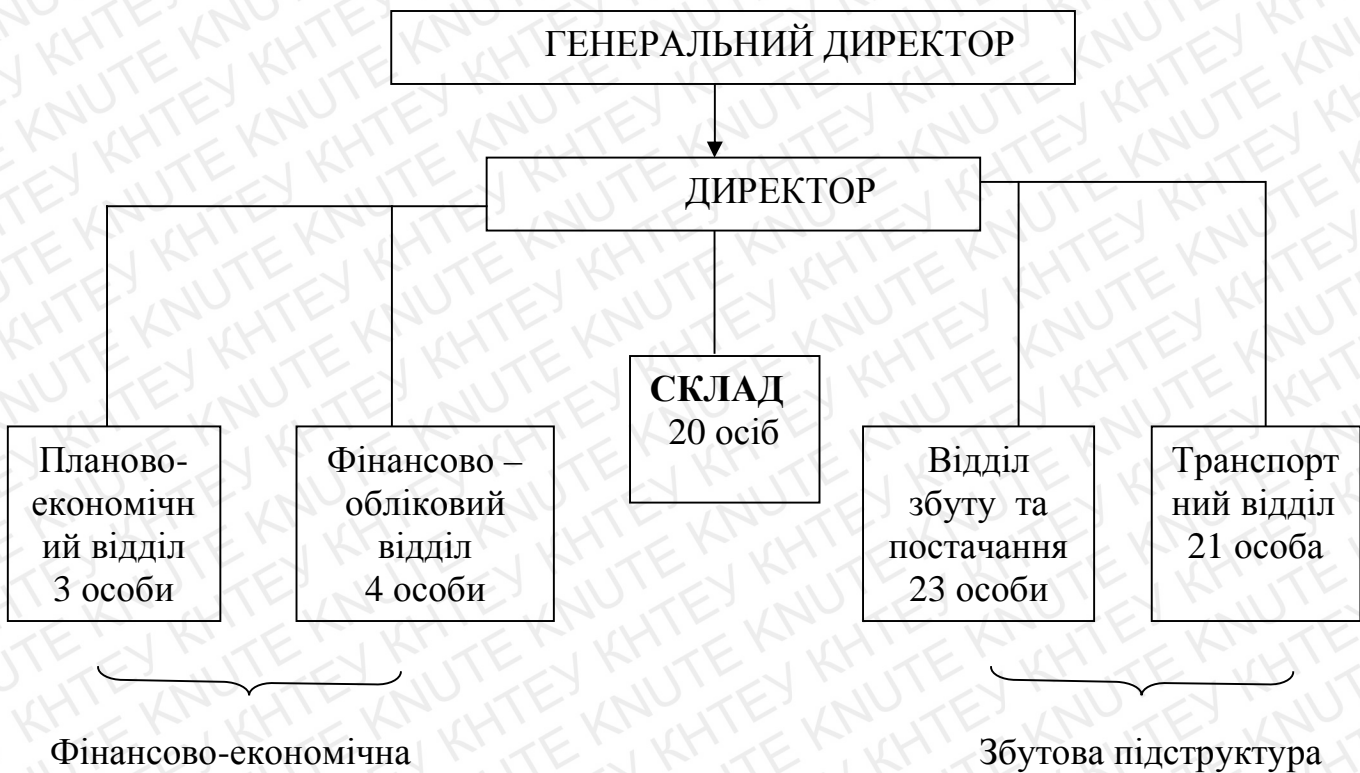 ГЕНЕРАЛЬНИЙ ДИРЕКТОР
ДИРЕКТОР
СКЛАД
20 осіб
Планово-
економічн
ий відділ
3 особи
Фінансово –
обліковий
відділ
4 особи
Відділ
збуту та
постачання
23 особи
Транспорт
ний відділ
21 особа
Фінансово-економічна
Збутова підструктура